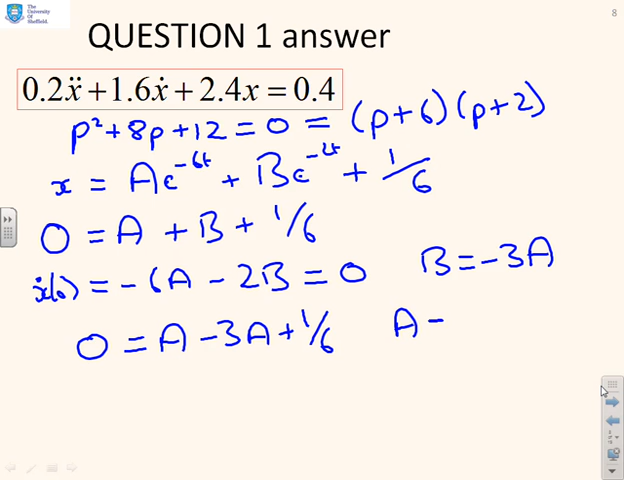 The
University
Of
Sheffield.
8
QUESTION 1 answer
0.2ẍ + 1.6ẋ + 2.4x = 0.4
p² + 8p + 12 = 0 = (p+6)(p+2)
x = Ae^-6t + Be^-2t + 1/6
0 = A + B + 1/6
ẋ(0) = -6A - 2B = 0 B = -3A
0 = A - 3A + 1/6 A -